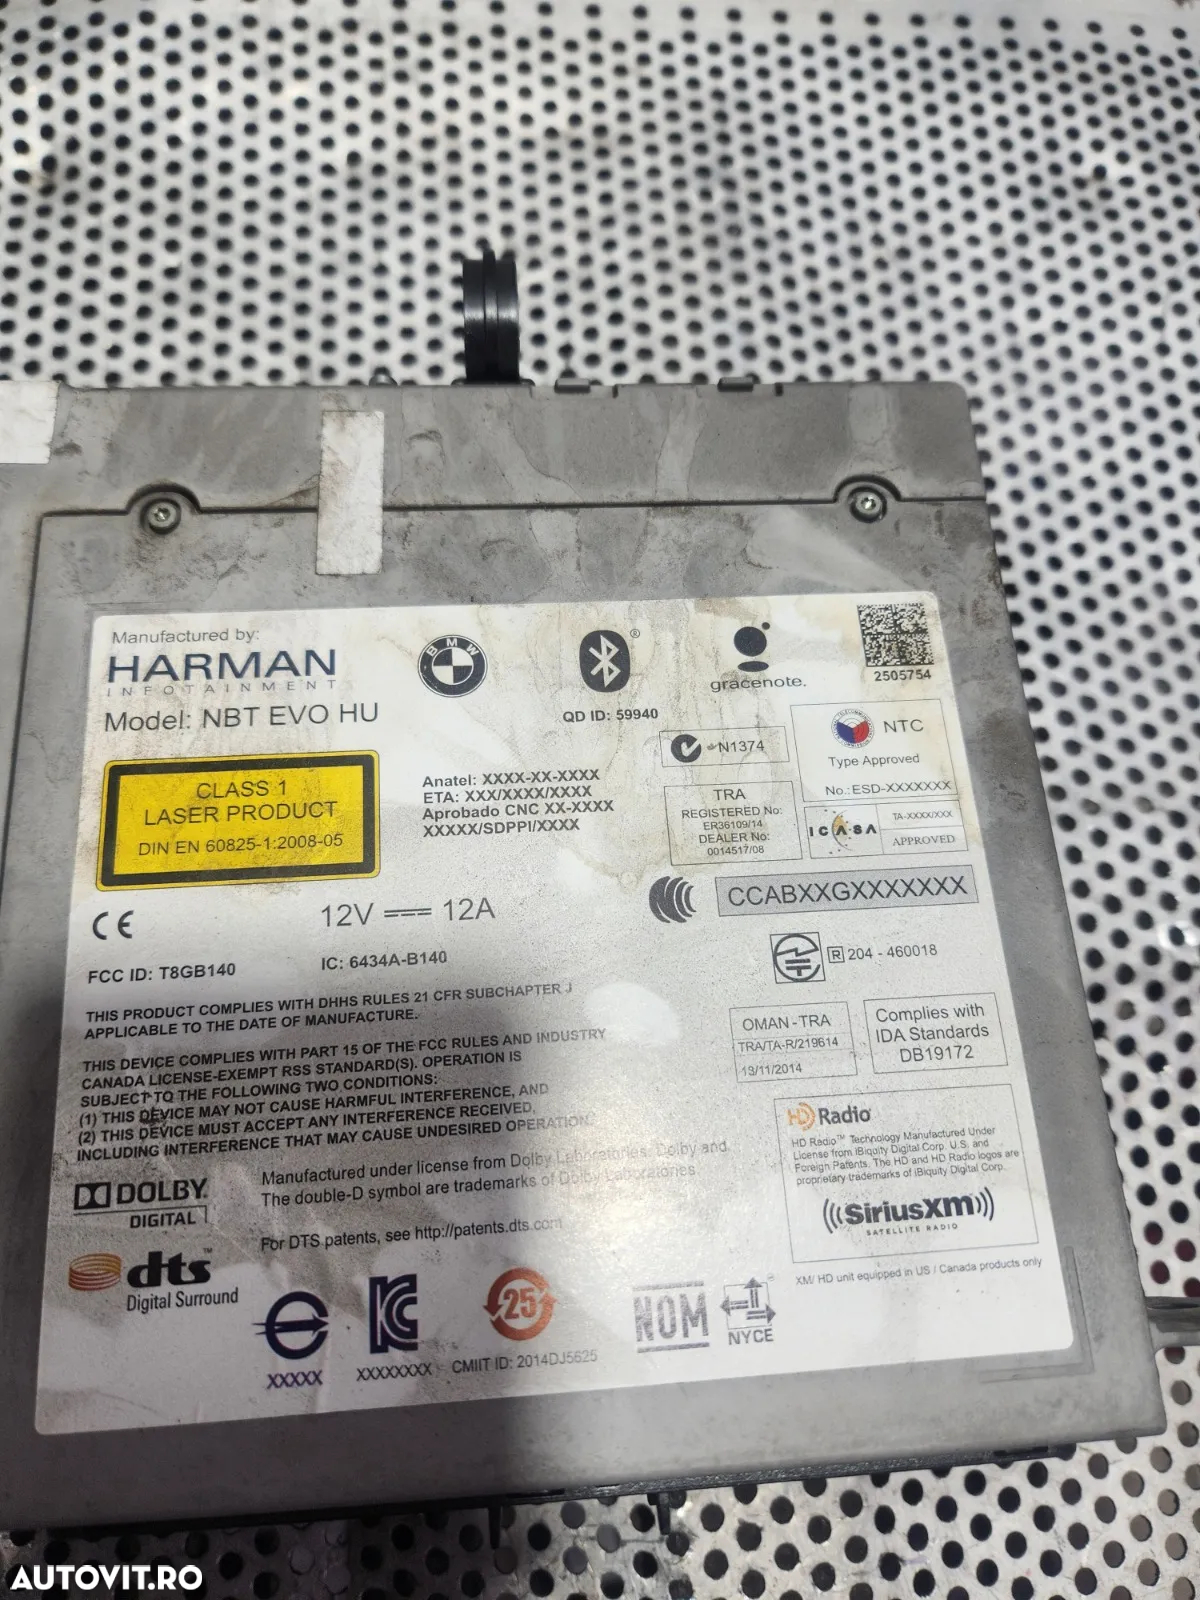 Manufactured by:
HARMAN
INFOTAINMENT
Model: NBT EVO HU
BMW
®
QD ID: 59940
gracenote.
2505754
CLASS 1
LASER PRODUCT
DIN EN 60825-1:2008-05
Anatel: XXXX-XX-XXXX
ETA: XXX/XXXX/XXXX
Aprobado CNC XX-XXXX
XXXXX/SDPPI/XXXX
N1374
NTC
Type Approved
No.:ESD-XXXXXXX
TRA
REGISTERED No:
ER36109/14
DEALER No:
0014517/08
ICASA
TA-XXXX/XXX
APPROVED
CE
12V 12A
CCABXXGXXXXXXX
FCC ID: T8GB140
IC: 6434A-B140
R 204 - 460018
THIS PRODUCT COMPLIES WITH DHHS RULES 21 CFR SUBCHAPTER J
APPLICABLE TO THE DATE OF MANUFACTURE.
OMAN - TRA
TRA/TA-R/219614
13/11/2014
Complies with
IDA Standards
DB19172
THIS DEVICE COMPLIES WITH PART 15 OF THE FCC RULES AND INDUSTRY
CANADA LICENSE-EXEMPT RSS STANDARD(S). OPERATION IS
SUBJECT TO THE FOLLOWING TWO CONDITIONS:
(1) THIS DEVICE MAY NOT CAUSE HARMFUL INTERFERENCE, AND
(2) THIS DEVICE MUST ACCEPT ANY INTERFERENCE RECEIVED,
INCLUDING INTERFERENCE THAT MAY CAUSE UNDESIRED OPERATION.
HD Radio
HD Radio™ Technology Manufactured Under
License from iBiquity Digital Corp. U.S. and
Foreign Patents. The HD and HD Radio logos are
proprietary trademarks of iBiquity Digital Corp.
SiriusXM
SATELLITE RADIO
DOLBY
DIGITAL
Manufactured under license from Dolby Laboratories. Dolby and
The double-D symbol are trademarks of Dolby Laboratories.
For DTS patents, see http://patents.dts.com
dts™
Digital Surround
XM/ HD unit equipped in US / Canada products only
XXXXX
KC
XXXXXXXX
25
CMIIT ID: 2014DJ5625
NOM
NYCE
AUTOVIT.RO